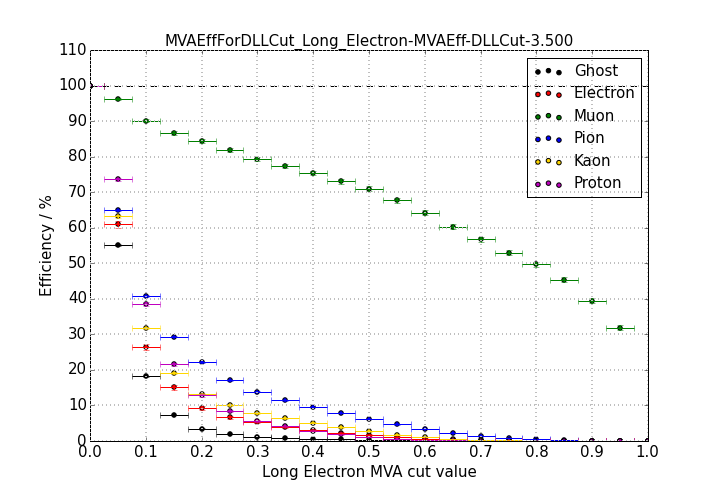 MVAEffForDLLCut_Long_Electron-MVAEff-DLLCut-3.500
110
100
90
80
70
60
50
40
30
20
10
0
Efficiency / %
Ghost
Electron
Muon
Pion
Kaon
Proton
0.0 0.1 0.2 0.3 0.4 0.5 0.6 0.7 0.8 0.9 1.0
Long Electron MVA cut value